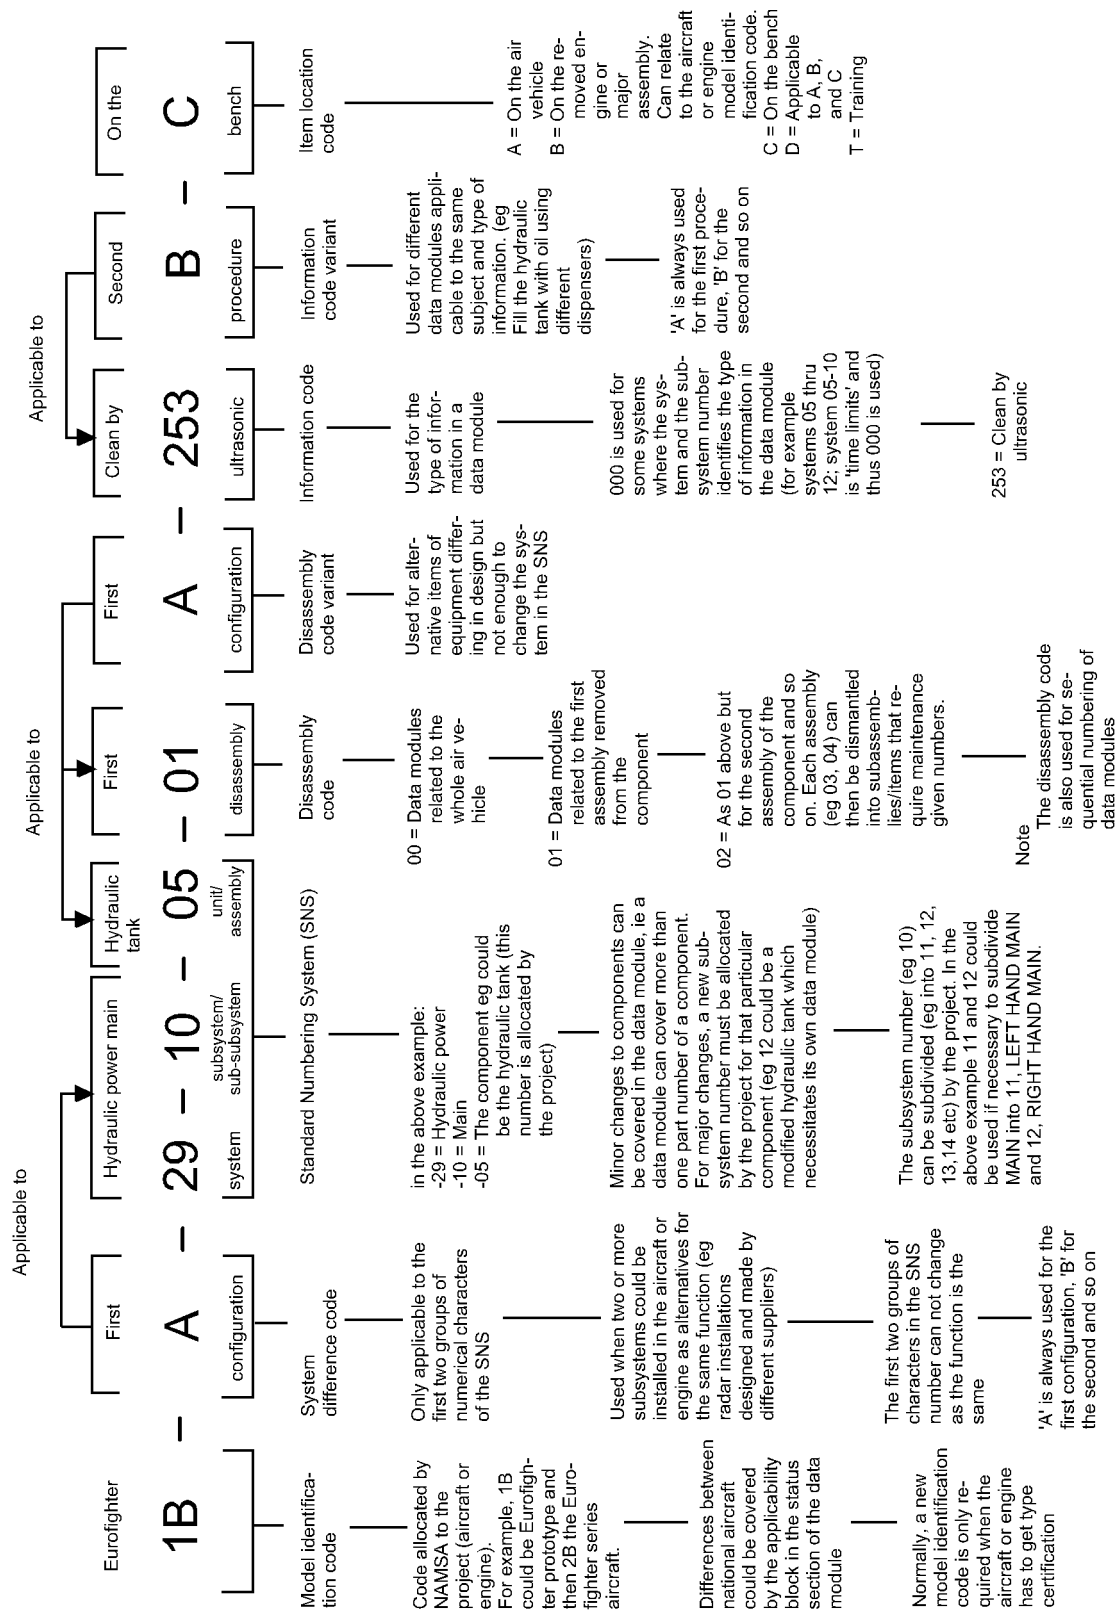 Applicable to
Applicable to
Applicable to
Eurofighter
First
Hydraulic power main
Hydraulic
tank
First
First
Clean by
Second
On the
1B – A – 29 – 10 – 05 – 01 – A – 253 – B – C
configuration
system
subsystem/
sub-subsystem
unit/
assembly
disassembly
configuration
ultrasonic
procedure
bench
Model identifica-
tion code
Code allocated by
NAMSA to the
project (aircraft or
engine).
For example, 1B
could be Eurofigh-
ter prototype and
then 2B the Euro-
fighter series
aircraft.
Differences between
national aircraft
could be covered
by the applicability
block in the status
section of the data
module
Normally, a new
model identification
code is only re-
quired when the
aircraft or engine
has to get type
certification
System
difference code
Only applicable to the
first two groups of
numerical characters
of the SNS
Used when two or more
subsystems could be
installed in the aircraft or
engine as alternatives for
the same function (eg
radar installations
designed and made by
different suppliers)
The first two groups of
characters in the SNS
number can not change
as the function is the
same
'A' is always used for the
first configuration, 'B' for
the second and so on
Standard Numbering System (SNS)
in the above example:
-29 = Hydraulic power
-10 = Main
-05 = The component eg could
be the hydraulic tank (this
number is allocated by
the project)
Minor changes to components can
be covered in the data module, ie a
data module can cover more than
one part number of a component.
For major changes, a new sub-
system number must be allocated
by the project for that particular
component (eg 12 could be a
modified hydraulic tank which
necessitates its own data module)
The subsystem number (eg 10)
can be subdivided (eg into 11, 12,
13,14 etc) by the project. In the
above example 11 and 12 could
be used if necessary to subdivide
MAIN into 11, LEFT HAND MAIN
and 12, RIGHT HAND MAIN.
Disassembly
code
00 = Data modules
related to the
whole air ve-
hicle
01 = Data modules
related to the first
assembly removed
from the
component
02 = As 01 above but
for the second
assembly of the
component and so
on. Each assembly
(eg 03, 04) can
then be dismantled
into subassemb-
lies/items that re-
quire maintenance
given numbers.
Note
The disassembly code
is also used for se-
quential numbering of
data modules
Disassembly
code variant
Used for alter-
native items of
equipment differ-
ing in design but
not enough to
change the sys-
tem in the SNS
Information code
Used for the
type of infor-
mation in a
data module
000 is used for
some systems
where the sys-
tem and the sub-
system number
identifies the type
of information in
the data module
(for example
systems 05 thru
12; system 05-10
is 'time limits' and
thus 000 is used)
253 = Clean by
ultrasonic
Information
code variant
Used for different
data modules appli-
cable to the same
subject and type of
information. (eg
Fill the hydraulic
tank with oil using
different
dispensers)
'A' is always used
for the first proce-
dure, 'B' for the
second and so on
Item location
code
A = On the air
vehicle
B = On the re-
moved en-
gine or
major
assembly.
Can relate
to the aircraft
or engine
model identi-
fication code.
C = On the bench
D = Applicable
to A, B,
and C
T = Training